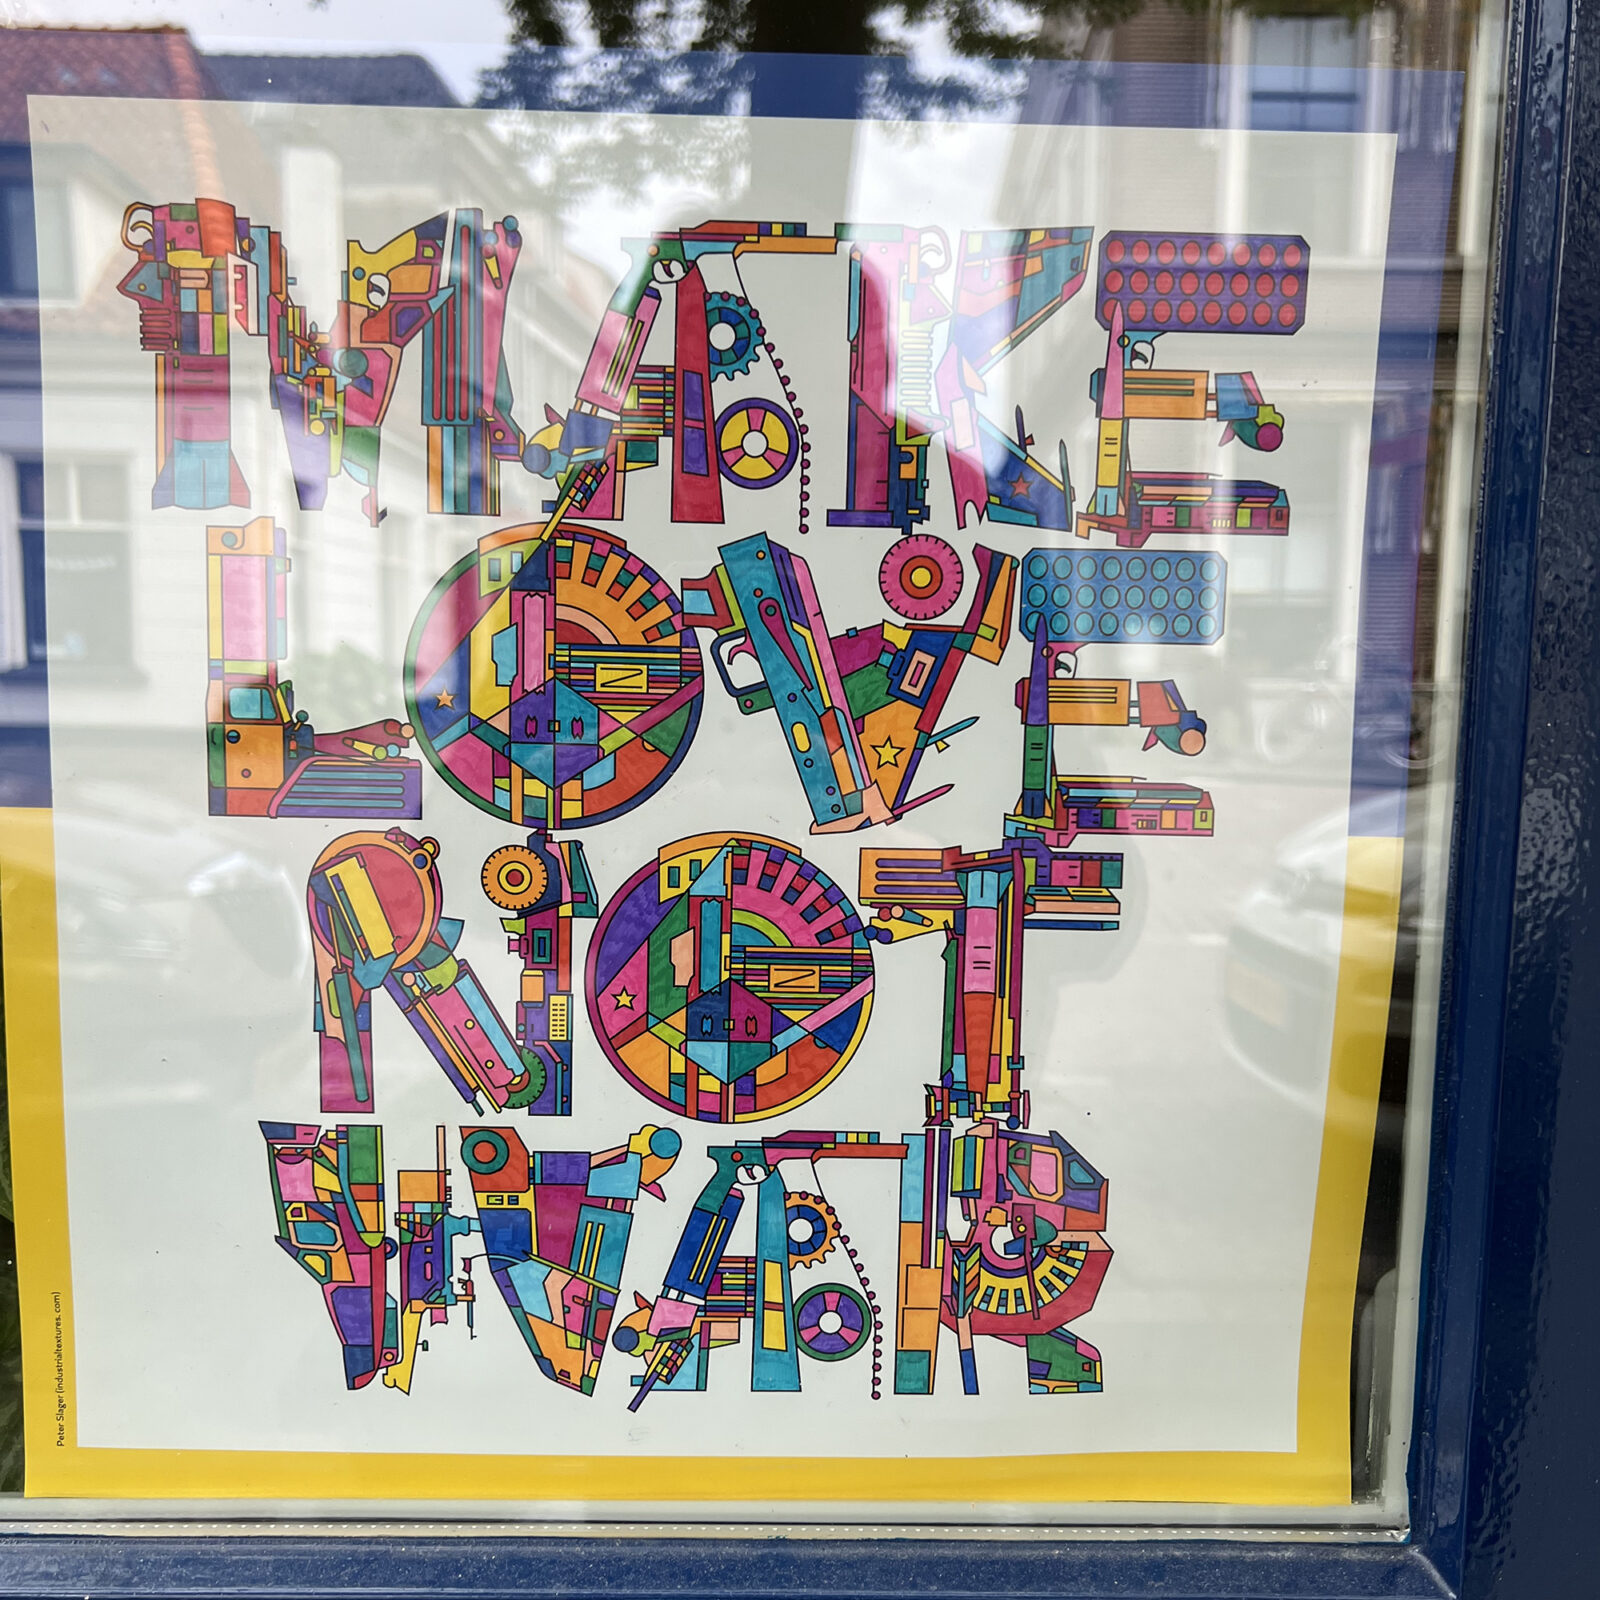 MAKE
LOVE
NOT
WAR
Peter Slager (industrialtextures. com)